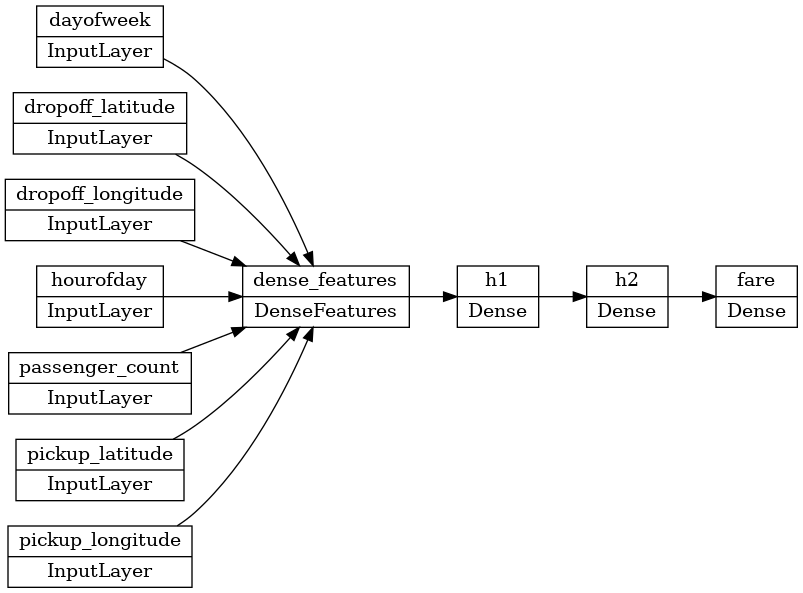 dayofweek
InputLayer
dropoff_latitude
InputLayer
dropoff_longitude
InputLayer
hourofday
InputLayer
passenger_count
InputLayer
pickup_latitude
InputLayer
pickup_longitude
InputLayer
dense_features
DenseFeatures
h1
Dense
h2
Dense
fare
Dense